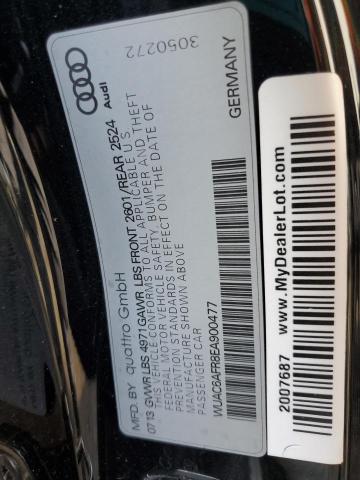 MFD. BY quattro GmbH
0713 GVWR LBS 4971 GAWR LBS FRONT 2601/REAR 2524
THIS VEHICLE CONFORMS TO ALL APPLICABLE U S
FEDERAL MOTOR VEHICLE SAFETY, BUMPER AND THEFT
PREVENTION STANDARDS IN EFFECT ON THE DATE OF
MANUFACTURE SHOWN ABOVE
PASSENGER CAR
WUAC6AFR8EA900477
GERMANY
3050272
Audi
2007687
www.MyDealerLot.com